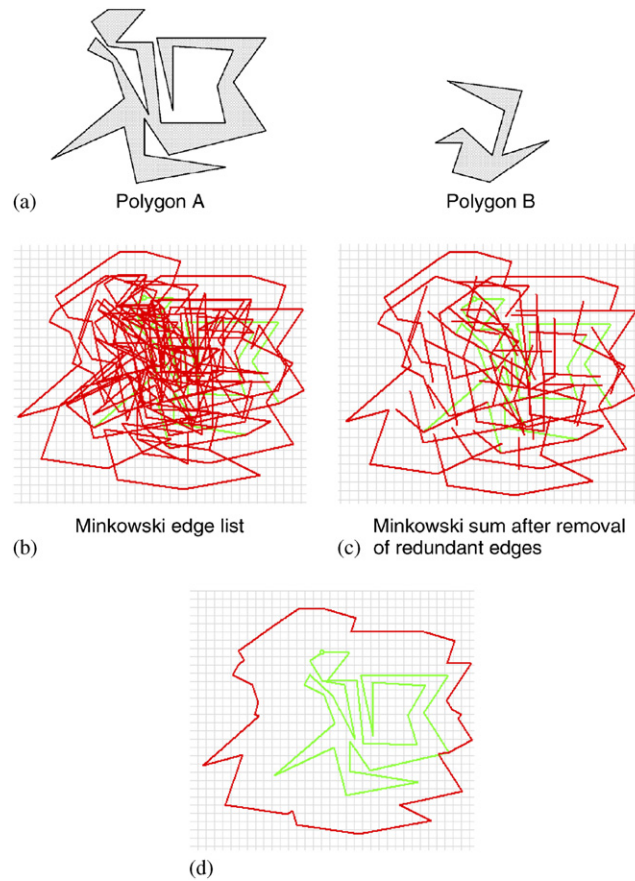 (a)
Polygon A
Polygon B
Minkowski edge list
(b)
Minkowski sum after removal
(c) of redundant edges
(d)